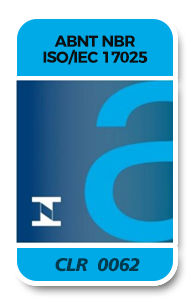 ABNT NBR
ISO/IEC 17025
a
CLR 0062